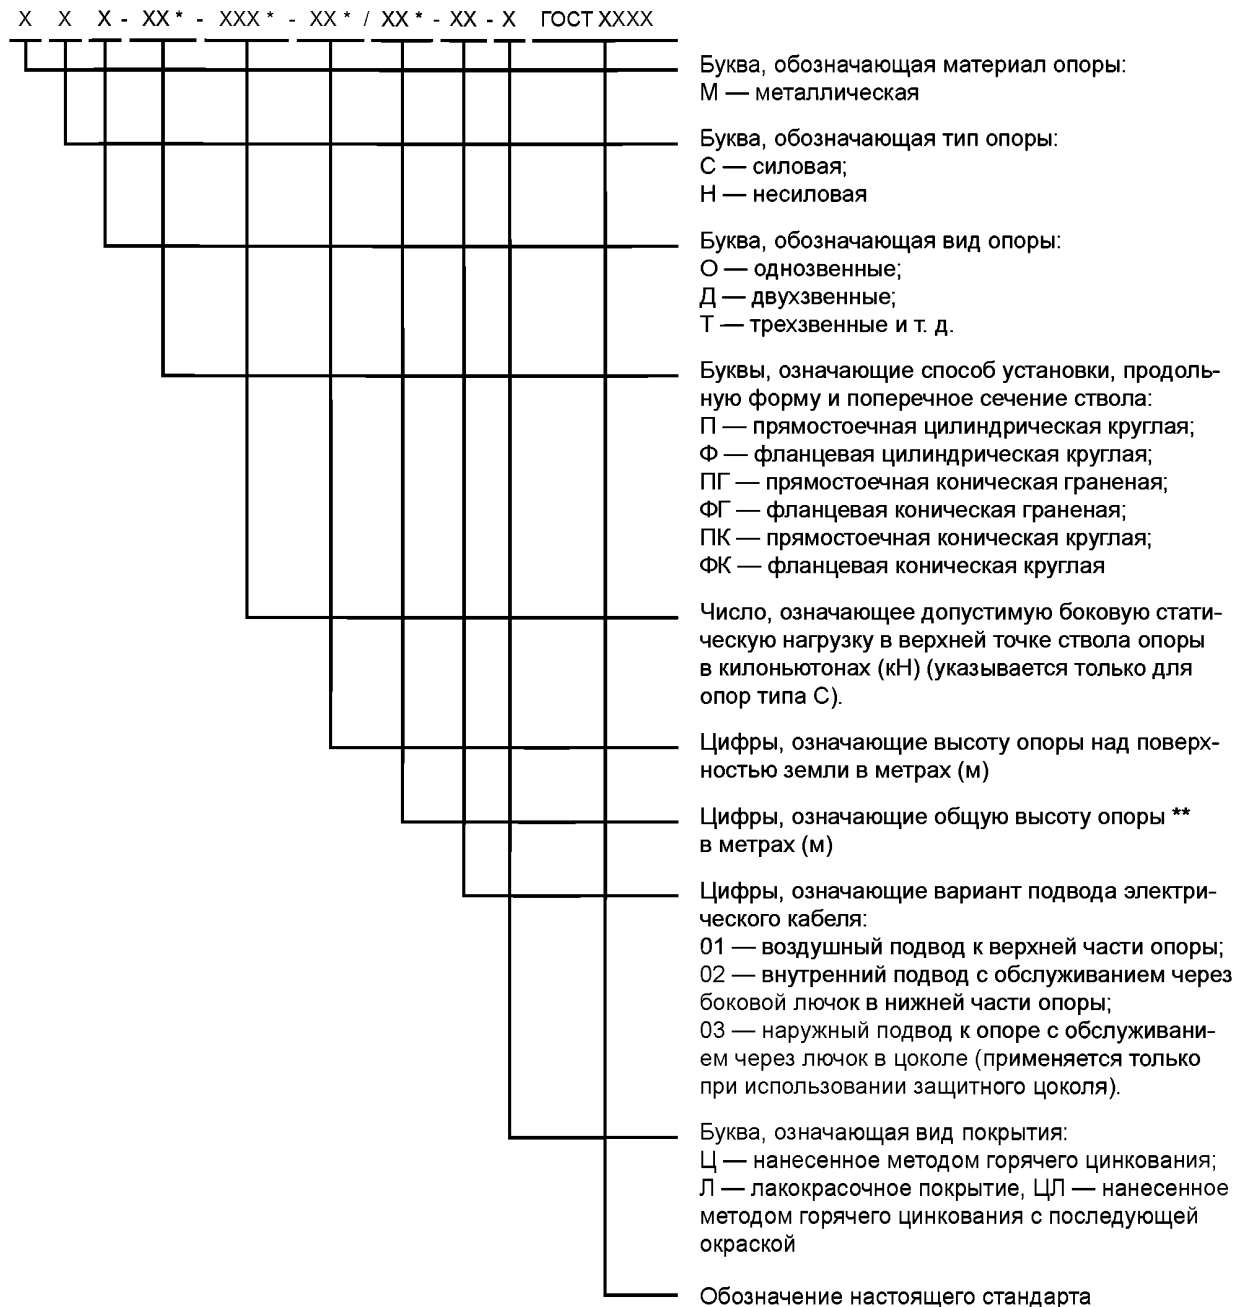 X X X - XX * - XXX * - XX * / XX * - XX - X ГОСТ XXXX
Буква, обозначающая материал опоры:
М — металлическая
Буква, обозначающая тип опоры:
С — силовая;
Н — несиловая
Буква, обозначающая вид опоры:
О — однозвенные;
Д — двухзвенные;
Т — трехзвенные и т. д.
Буквы, означающие способ установки, продоль-
ную форму и поперечное сечение ствола:
П — прямостоечная цилиндрическая круглая;
Ф — фланцевая цилиндрическая круглая;
ПГ — прямостоечная коническая граненая;
ФГ — фланцевая коническая граненая;
ПК — прямостоечная коническая круглая;
ФК — фланцевая коническая круглая
Число, означающее допустимую боковую стати-
ческую нагрузку в верхней точке ствола опоры
в килоньютонах (кН) (указывается только для
опор типа С).
Цифры, означающие высоту опоры над поверх-
ностью земли в метрах (м)
Цифры, означающие общую высоту опоры **
в метрах (м)
Цифры, означающие вариант подвода электри-
ческого кабеля:
01 — воздушный подвод к верхней части опоры;
02 — внутренний подвод с обслуживанием через
боковой лючок в нижней части опоры;
03 — наружный подвод к опоре с обслуживани-
ем через лючок в цоколе (применяется только
при использовании защитного цоколя).
Буква, означающая вид покрытия:
Ц — нанесенное методом горячего цинкования;
Л — лакокрасочное покрытие, ЦЛ — нанесенное
методом горячего цинкования с последующей
окраской
Обозначение настоящего стандарта